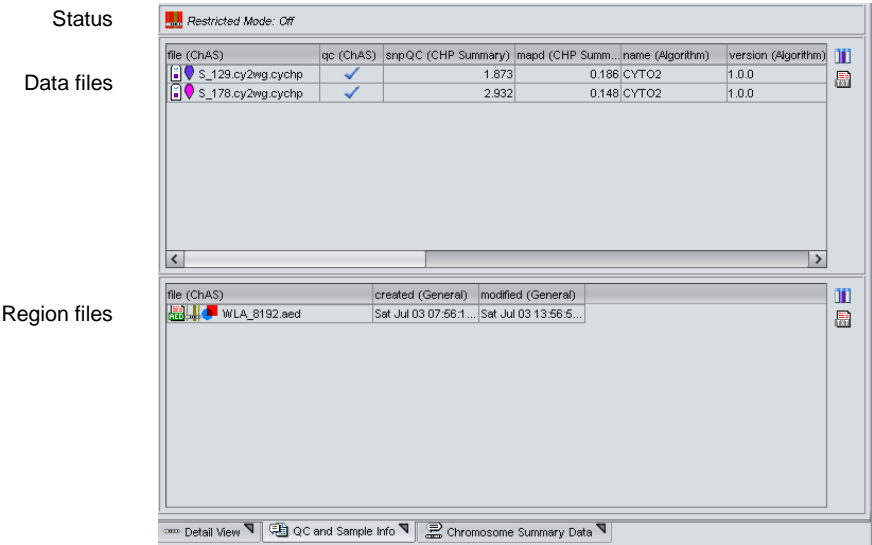 Status
Restricted Mode: Off
Data files
file (ChAS) qc (ChAS) snpQC (CHP Summary) mapd (CHP Summ... name (Algorithm) version (Algorithm)
S_129.cy2wg.cychp 1.873 0.186 CYTO2 1.0.0
S_178.cy2wg.cychp 2.932 0.148 CYTO2 1.0.0
Region files
file (ChAS) created (General) modified (General)
AED WLA_8192.aed Sat Jul 03 07:56:1... Sat Jul 03 13:56:5...
Detail View QC and Sample Info Chromosome Summary Data